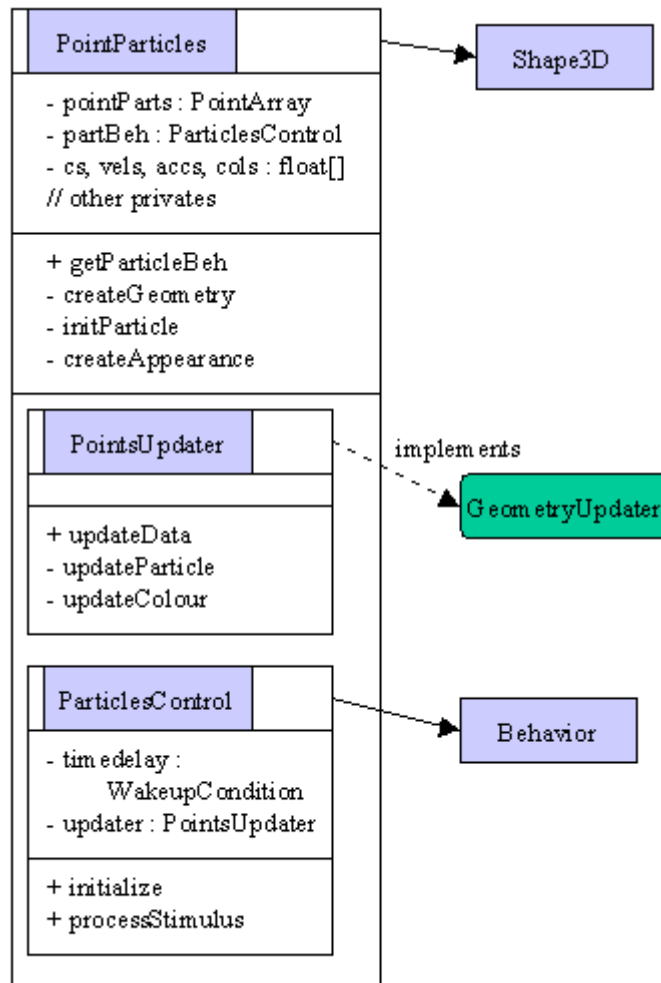 PointParticles
Shape3D
- pointParts : PointArray
- partBeh : ParticlesControl
- cs, vels, accs, cols : float[]
// other privates
+ getParticleBeh
- createGeometry
- initParticle
- createAppearance
PointsUpdater
implements
GeometryUpdater
+ updateData
- updateParticle
- updateColour
ParticlesControl
Behavior
- timedelay :
WakeupCondition
- updater : PointsUpdater
+ initialize
+ processStimulus